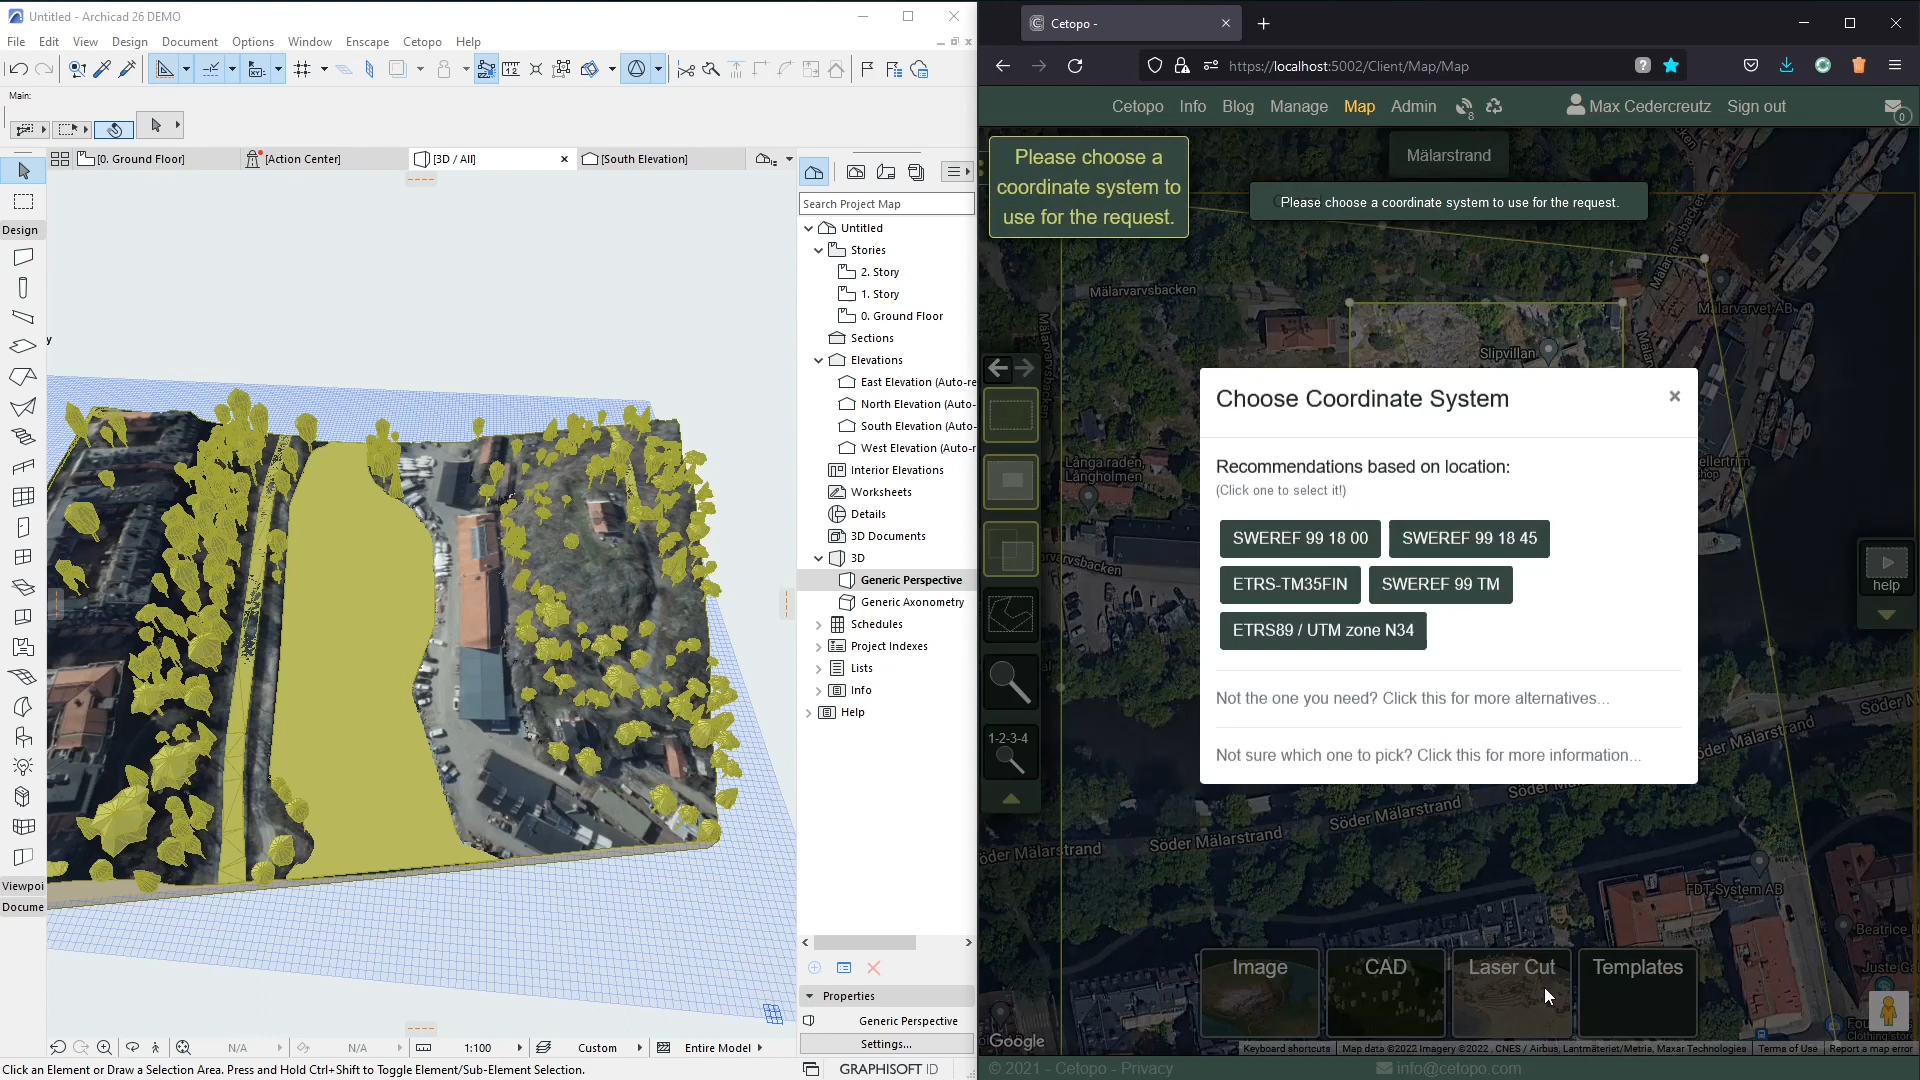 Untitled - Archicad 26 DEMO
File Edit View Design Document Options Window Enscape Cetopo Help
Main:
[0. Ground Floor]
[Action Center]
[3D / All]
[South Elevation]
Design
y
Viewpoi
Docume
Search Project Map
Untitled
Stories
2. Story
1. Story
0. Ground Floor
Sections
Elevations
East Elevation (Auto-re
North Elevation (Auto-
South Elevation (Auto-
West Elevation (Auto-r
Interior Elevations
Worksheets
Details
3D Documents
3D
Generic Perspective
Generic Axonometry
Schedules
Project Indexes
Lists
Info
Help
Properties
Generic Perspective
Settings...
N/A
N/A
1:100
Custom
Entire Model
Click an Element or Draw a Selection Area. Press and Hold Ctrl+Shift to Toggle Element/Sub-Element Selection.
GRAPHISOFT ID
Cetopo -
https://localhost:5002/Client/Map/Map
Cetopo Info Blog Manage Map Admin 8 Max Cedercreutz Sign out 0
Please choose a
coordinate system to
use for the request.
Mälarstrand
Please choose a coordinate system to use for the request.
Mälarvarvsbacken
Mälarvarvet AB
Slipvillan
Långholmen
Choose Coordinate System
×
Recommendations based on location:
(Click one to select it!)
SWEREF 99 18 00
SWEREF 99 18 45
ETRS-TM35FIN
SWEREF 99 TM
ETRS89 / UTM zone N34
Not the one you need? Click this for more alternatives...
Not sure which one to pick? Click this for more information...
1-2-3-4
help
Söder M
öder Mälarstrand
Söder Mälarstrand
Söder Mälarstrand
öder Mälarstrand
FDT-System AB
Beatrice
Juste Ga
Image
CAD
Laser Cut
Templates
Google
Keyboard shortcuts
Map data ©2022 Imagery ©2022 , CNES / Airbus, Lantmäteriet/Metria, Maxar Technologies
Terms of Use
Report a map error
© 2021 - Cetopo - Privacy
info@cetopo.com